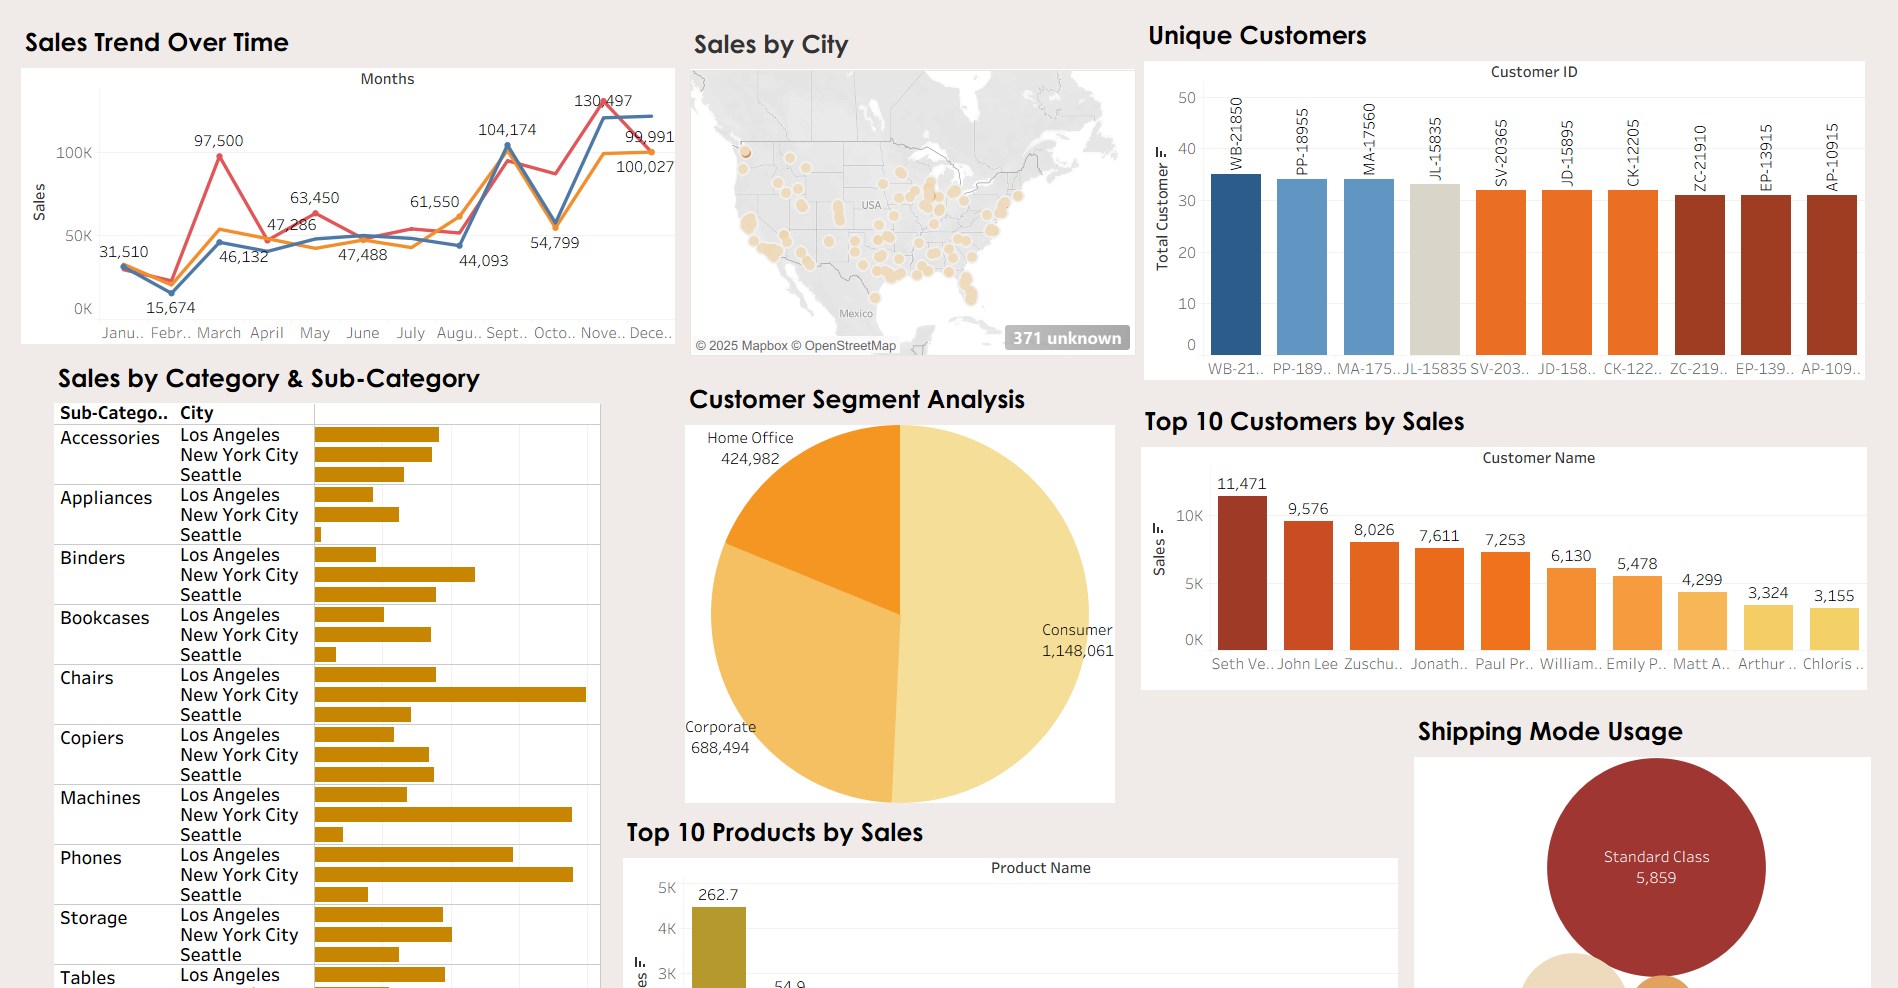 Sales Trend Over Time
Months
Sales
100K
50K
0K
31,510
15,674
97,500
46,132
47,286
63,450
47,488
61,550
44,093
104,174
54,799
130,497
99,991
100,027
Janu..
Febr..
March
April
May
June
July
Augu..
Sept..
Octo..
Nove..
Dece..
Sales by City
USA
Mexico
© 2025 Mapbox © OpenStreetMap
371 unknown
Unique Customers
Customer ID
Total Customer
50
40
30
20
10
0
WB-21850
PP-18955
MA-17560
JL-15835
SV-20365
JD-15895
CK-12205
ZC-21910
EP-13915
AP-10915
WB-21..
PP-189..
MA-175..
JL-15835
SV-203..
JD-158..
CK-122..
ZC-219..
EP-139..
AP-109..
Sales by Category & Sub-Category
Sub-Catego.. City
Accessories Los Angeles
New York City
Seattle
Appliances Los Angeles
New York City
Seattle
Binders Los Angeles
New York City
Seattle
Bookcases Los Angeles
New York City
Seattle
Chairs Los Angeles
New York City
Seattle
Copiers Los Angeles
New York City
Seattle
Machines Los Angeles
New York City
Seattle
Phones Los Angeles
New York City
Seattle
Storage Los Angeles
New York City
Seattle
Tables Los Angeles
Customer Segment Analysis
Home Office
424,982
Consumer
1,148,061
Corporate
688,494
Top 10 Customers by Sales
Customer Name
Sales
10K
5K
0K
11,471
9,576
8,026
7,611
7,253
6,130
5,478
4,299
3,324
3,155
Seth Ve..
John Lee
Zuschu..
Jonath..
Paul Pr..
William..
Emily P..
Matt A..
Arthur ..
Chloris ..
Top 10 Products by Sales
Product Name
5K
4K
3K
262.7
54.9
Shipping Mode Usage
Standard Class
5,859